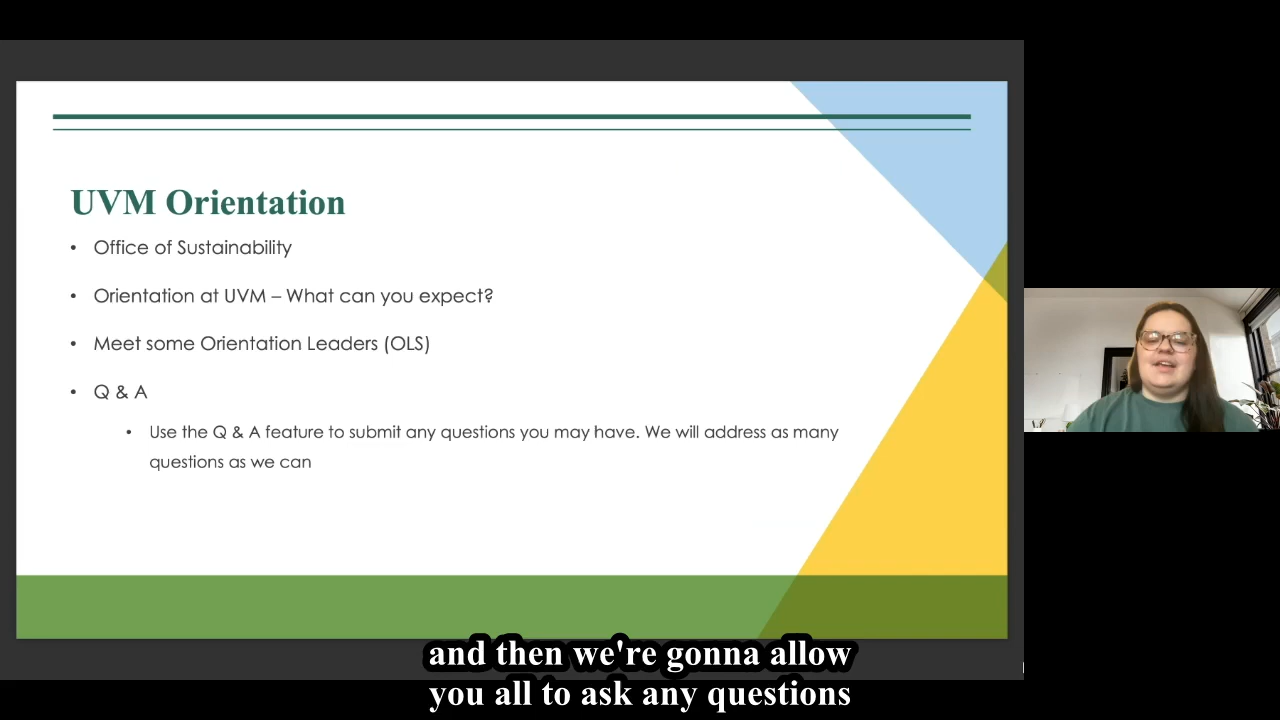 UVM Orientation
• Office of Sustainability
• Orientation at UVM – What can you expect?
• Meet some Orientation Leaders (OLS)
• Q & A
• Use the Q & A feature to submit any questions you may have. We will address as many
questions as we can
and then we're gonna allow
you all to ask any questions